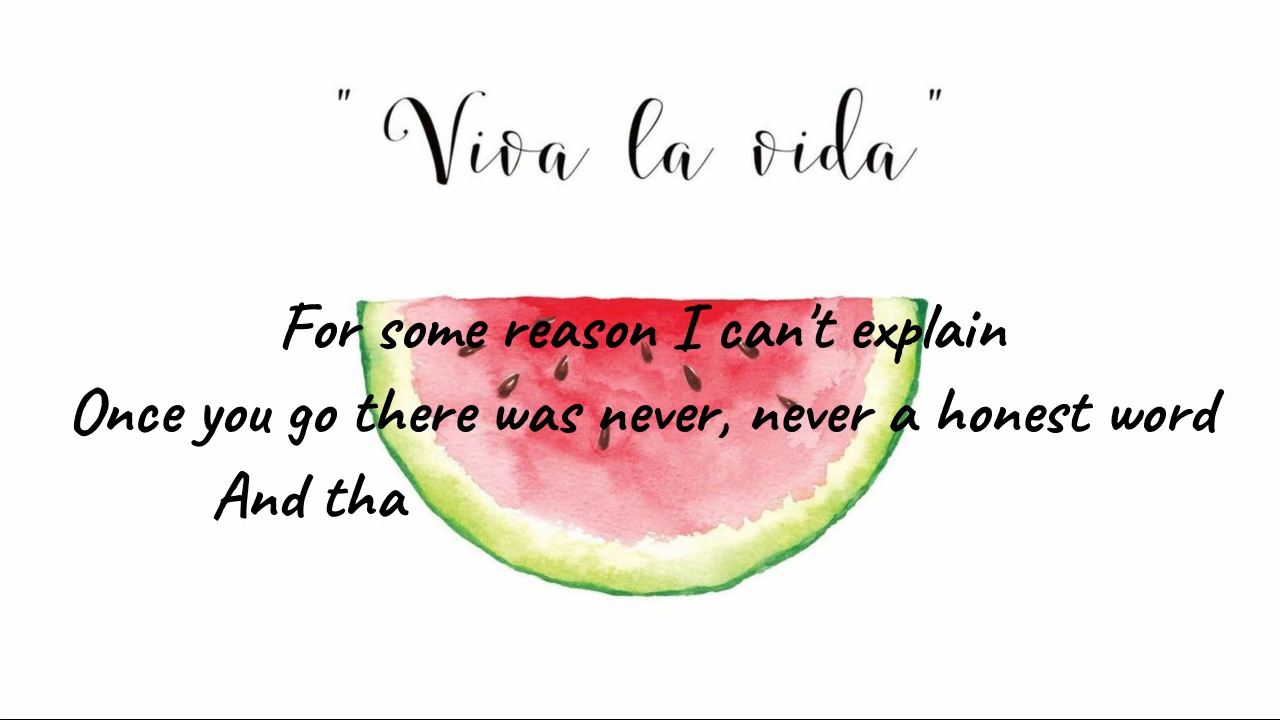 " Viva la vida "
For some reason I can't explain
Once you go there was never, never a honest word
And tha